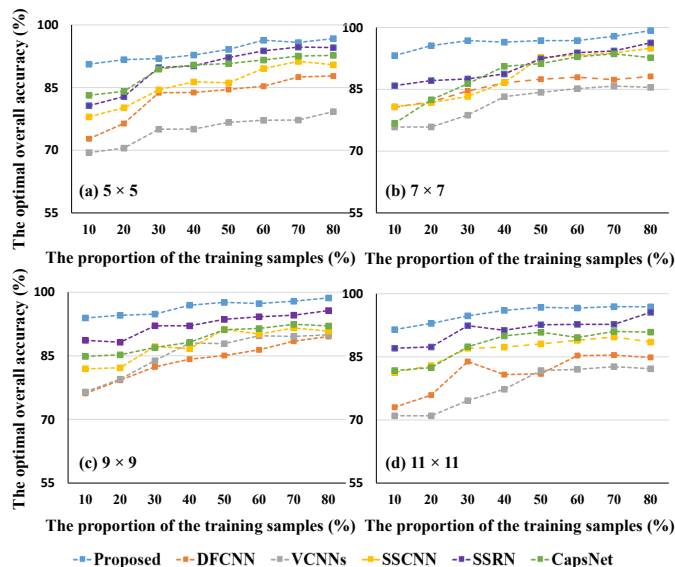 The optimal overall accuracy (%)
100
85
70
55
(a) 5 × 5
10 20 30 40 50 60 70 80
The proportion of the training samples (%)
100
85
70
55
(b) 7 × 7
10 20 30 40 50 60 70 80
The proportion of the training samples (%)
The optimal overall accuracy (%)
100
85
70
55
(c) 9 × 9
10 20 30 40 50 60 70 80
The proportion of the training samples (%)
100
85
70
55
(d) 11 × 11
10 20 30 40 50 60 70 80
The proportion of the training samples (%)
Proposed DFCNN VCNNs SSCNN SSRN CapsNet